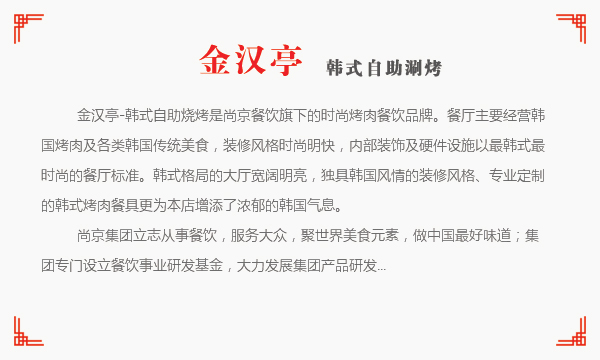 金汉亭 韩式自助涮烤
金汉亭-韩式自助烧烤是尚京餐饮旗下的时尚烤肉餐饮品牌。餐厅主要经营韩
国烤肉及各类韩国传统美食，装修风格时尚明快，内部装饰及硬件设施以最韩式最
时尚的餐厅标准。韩式格局的大厅宽阔明亮，独具韩国风情的装修风格、专业定制
的韩式烤肉餐具更为本店增添了浓郁的韩国气息。
尚京集团立志从事餐饮，服务大众，聚世界美食元素，做中国最好味道；集
团专门设立餐饮事业研发基金，大力发展集团产品研发...